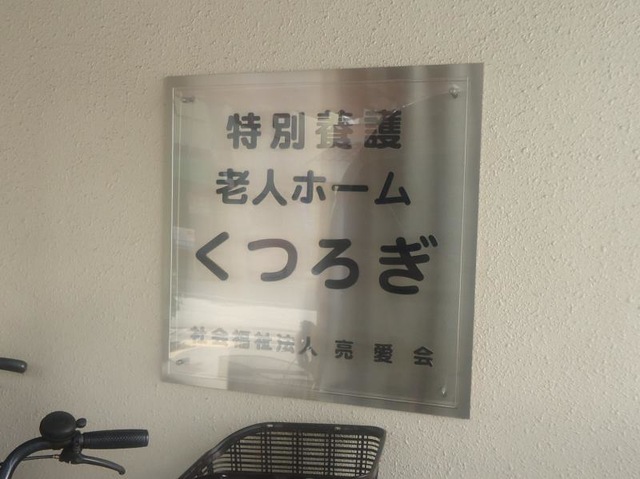 特別養護
老人ホーム
くつろぎ
社会福祉法人 亮愛会